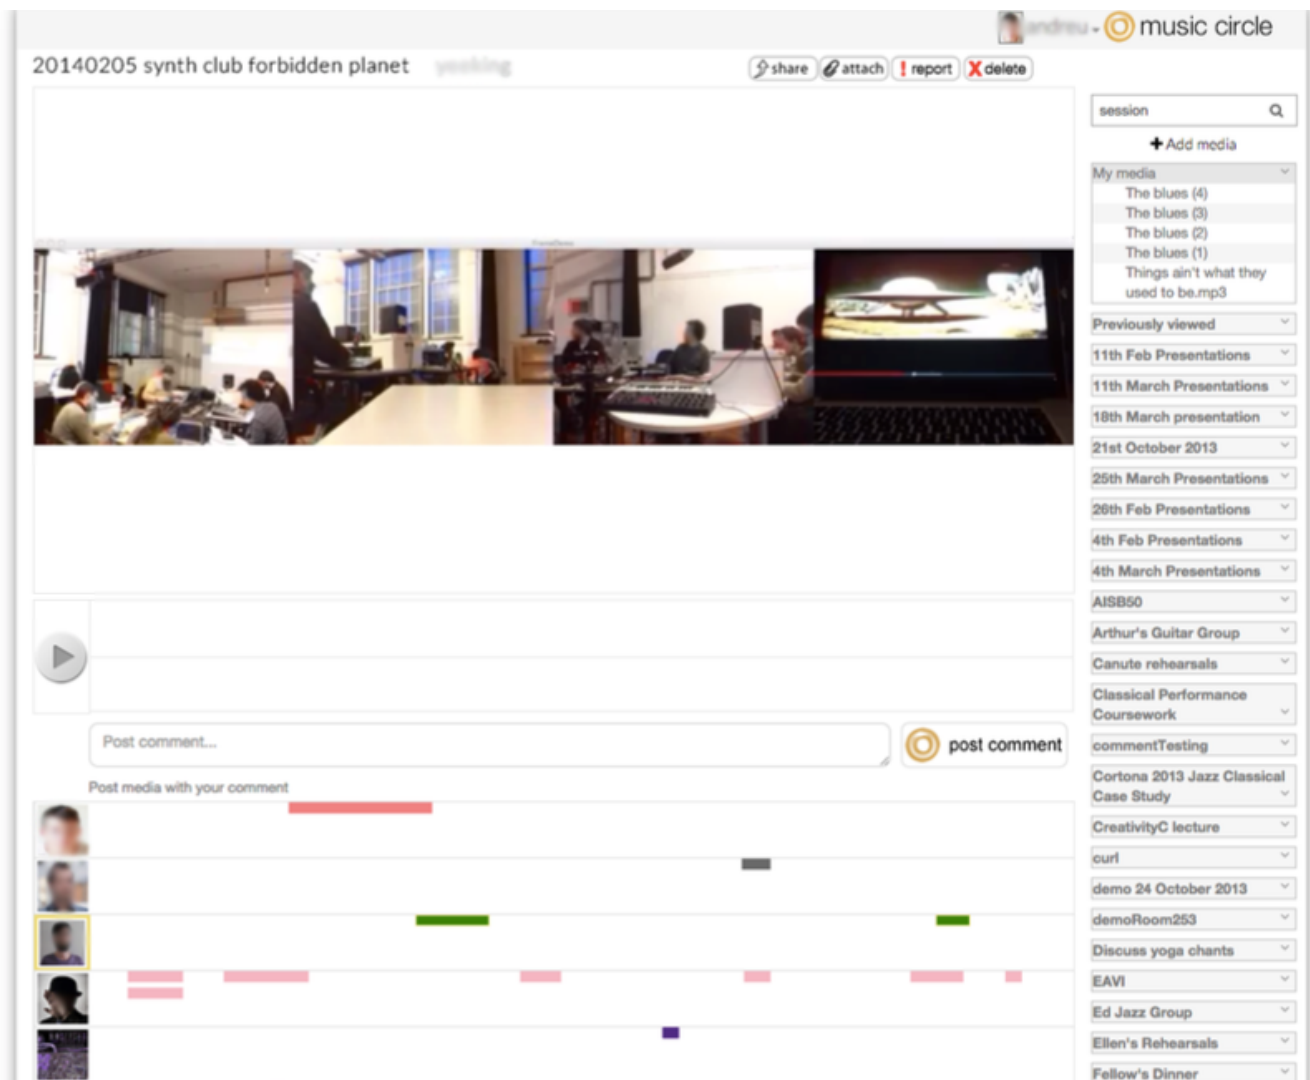 andreu
music circle
20140205 synth club forbidden planet
yeeking
share
attach
! report
X delete
session
+ Add media
My media
The blues (4)
The blues (3)
The blues (2)
The blues (1)
Things ain't what they
used to be.mp3
Previously viewed
11th Feb Presentations
11th March Presentations
18th March presentation
21st October 2013
25th March Presentations
26th Feb Presentations
4th Feb Presentations
4th March Presentations
AISB50
Arthur's Guitar Group
Canute rehearsals
Classical Performance
Coursework
commentTesting
Cortona 2013 Jazz Classical
Case Study
CreativityC lecture
curl
demo 24 October 2013
demoRoom253
Discuss yoga chants
EAVI
Ed Jazz Group
Ellen's Rehearsals
Fellow's Dinner
Post comment...
post comment
Post media with your comment